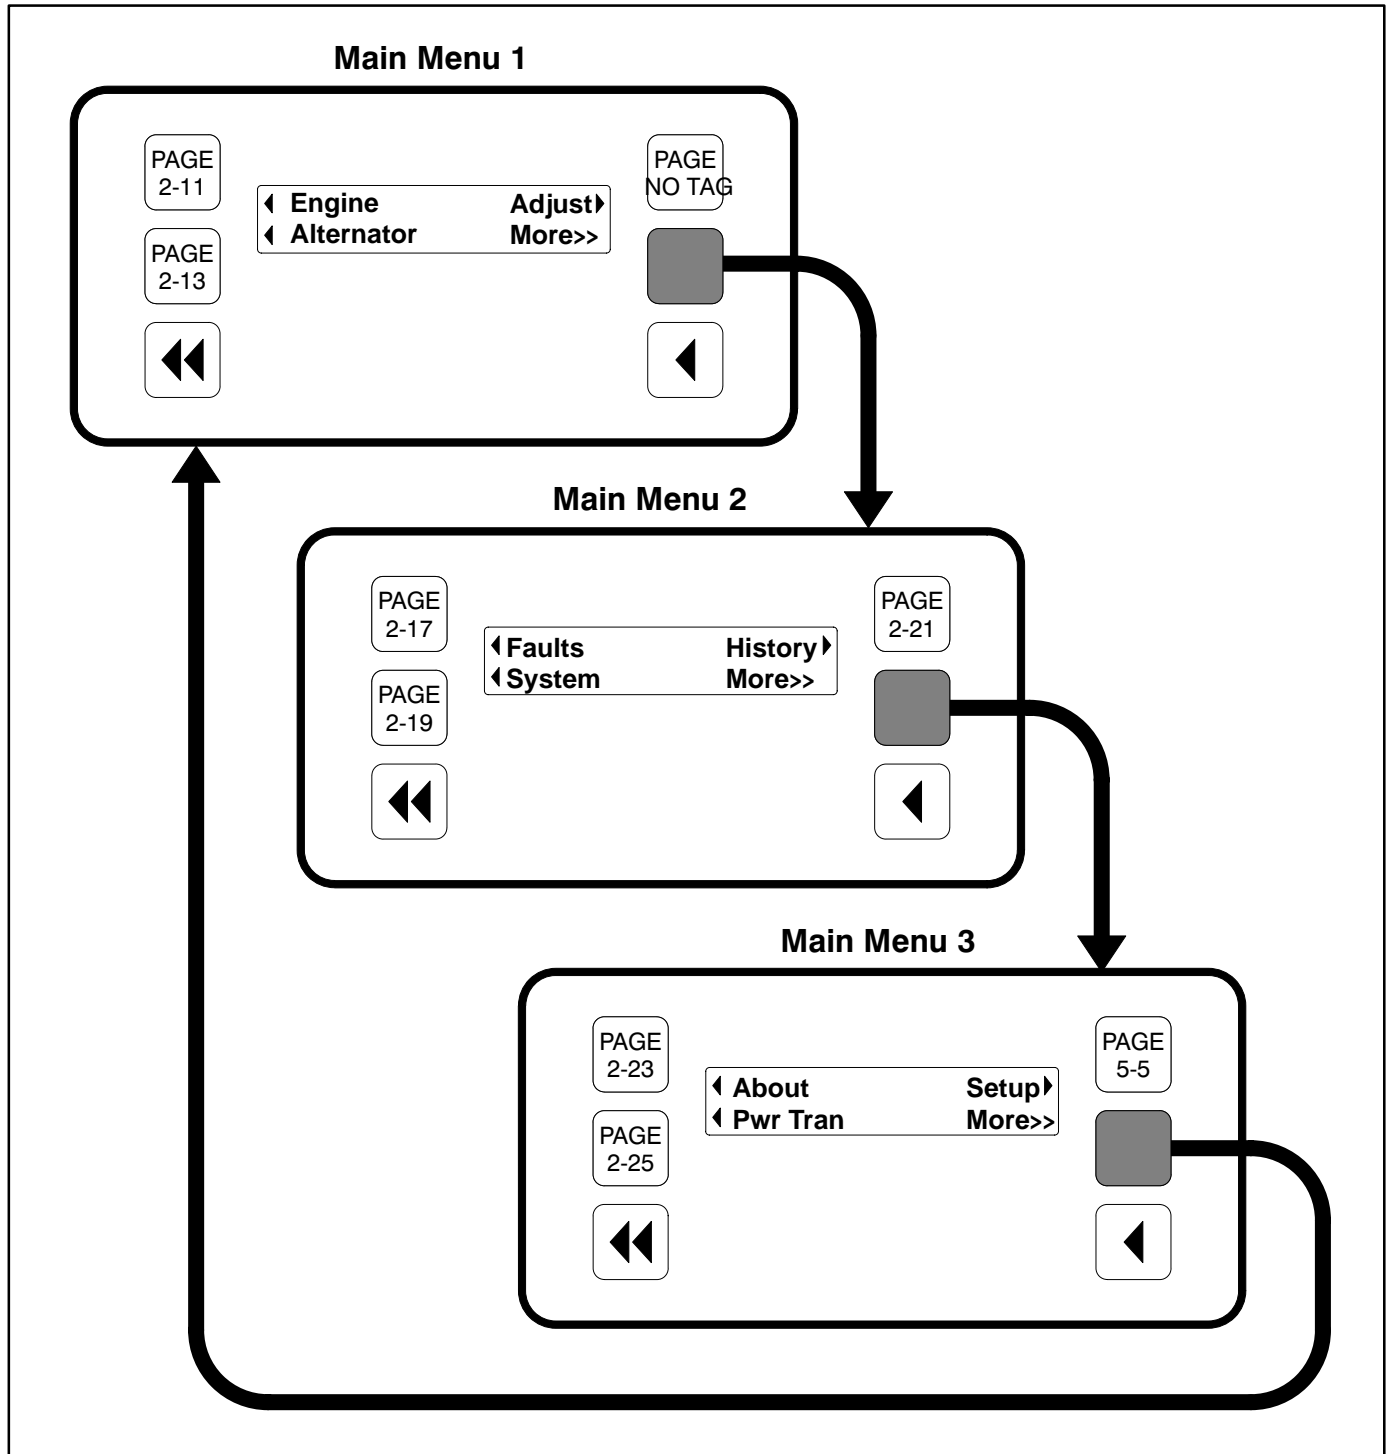 Main Menu 1
PAGE
2-11
PAGE
NO TAG
Engine Adjust
Alternator More>>
PAGE
2-13
Main Menu 2
PAGE
2-17
PAGE
2-21
Faults History
System More>>
PAGE
2-19
Main Menu 3
PAGE
2-23
PAGE
5-5
About Setup
Pwr Tran More>>
PAGE
2-25